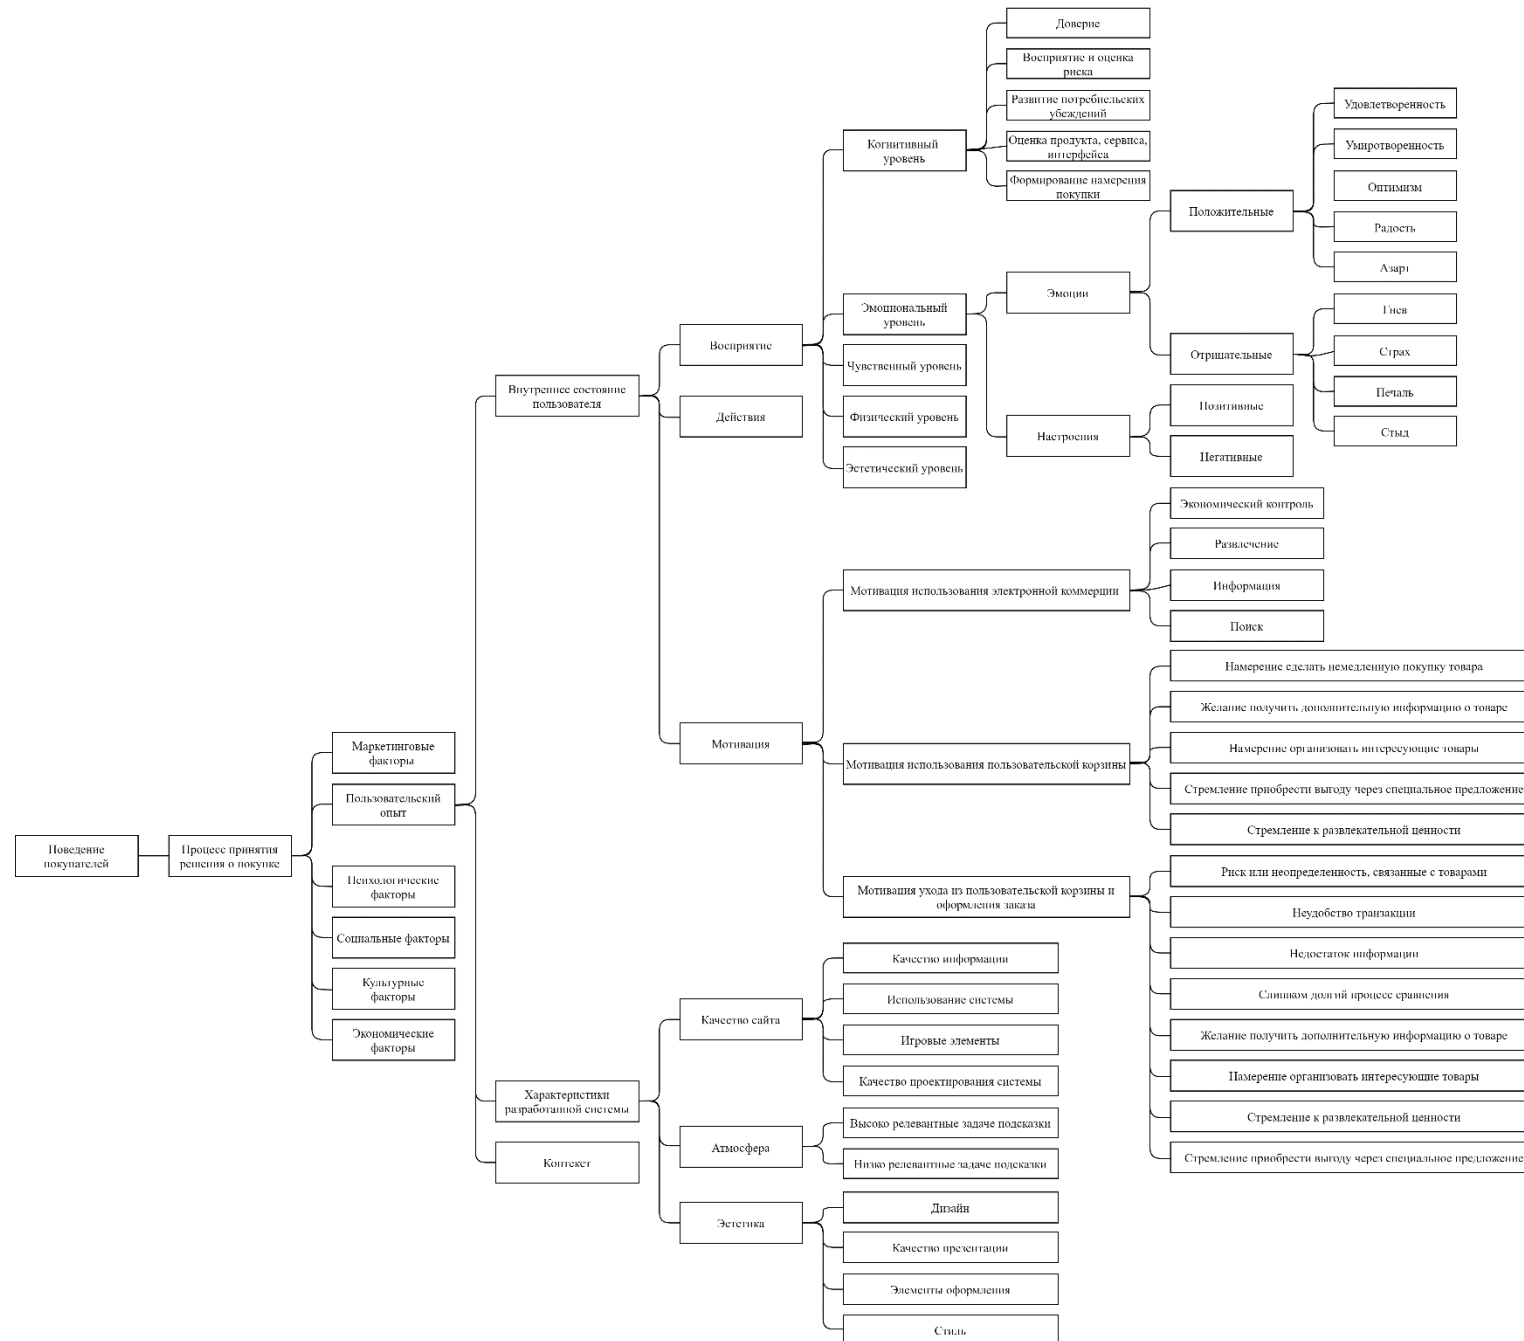 Поведение
покупателей
Процесс принятия
решения о покупке
Маркетинговые
факторы
Пользовательский
опыт
Психологические
факторы
Социальные факторы
Культурные
факторы
Экономические
факторы
Внутреннее состояние
пользователя
Характеристики
разработанной системы
Контекст
Восприятие
Действия
Мотивация
Качество сайта
Атмосфера
Эстетика
Когнитивный
уровень
Эмоциональный
уровень
Чувственный уровень
Физический уровень
Эстетический уровень
Доверие
Восприятие и оценка
риска
Развитие потребиельских
убеждений
Оценка продукта, сервиса,
интерфейса
Формирование намерения
покупки
Эмоции
Настроения
Положительные
Отрицательные
Позитивные
Негативные
Удовлетворенность
Умиротворенность
Оптимизм
Радость
Азарт
Гнев
Страх
Печаль
Стыд
Мотивация использования электронной коммерции
Экономический контроль
Развлечение
Информация
Поиск
Мотивация использования пользовательской корзины
Намерение сделать немедленную покупку товара
Желание получить дополнительную информацию о товаре
Намерение организовать интересующие товары
Стремление приобрести выгоду через специальное предложение
Стремление к развлекательной ценности
Мотивация ухода из пользовательской корзины и
оформления заказа
Риск или неопределенность, связанные с товарами
Неудобство транзакции
Недостаток информации
Слишком долгий процесс сравнения
Желание получить дополнительную информацию о товаре
Намерение организовать интересующие товары
Стремление к развлекательной ценности
Стремление приобрести выгоду через специальное предложение
Качество информации
Использование системы
Игровые элементы
Качество проектирования системы
Высоко релевантные задаче подсказки
Низко релевантные задаче подсказки
Дизайн
Качество презентации
Элементы оформления
Стиль